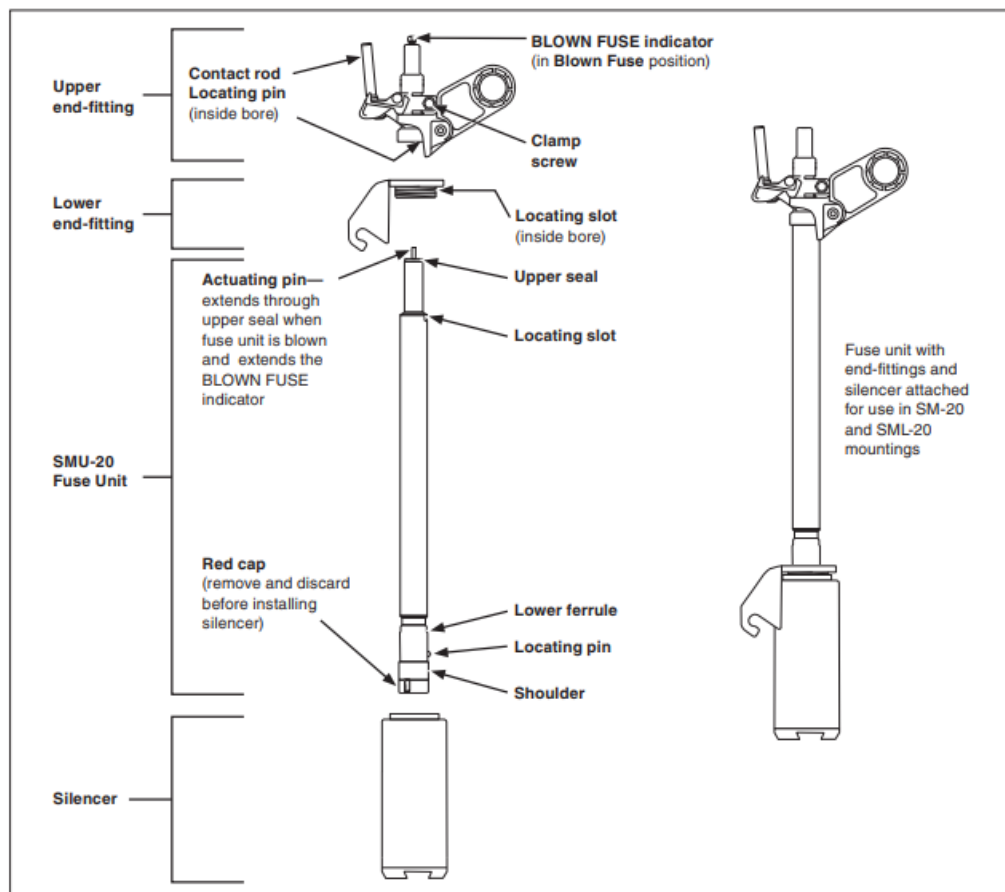 BLOWN FUSE indicator
(in Blown Fuse position)
Contact rod
Locating pin
(inside bore)
Upper
end-fitting
Clamp
screw
Lower
end-fitting
Locating slot
(inside bore)
Actuating pin—
extends through
upper seal when
fuse unit is blown
and extends the
BLOWN FUSE
indicator
Upper seal
Locating slot
Fuse unit with
end-fittings and
silencer attached
for use in SM-20
and SML-20
mountings
SMU-20
Fuse Unit
Red cap
(remove and discard
before installing
silencer)
Lower ferrule
Locating pin
Shoulder
Silencer